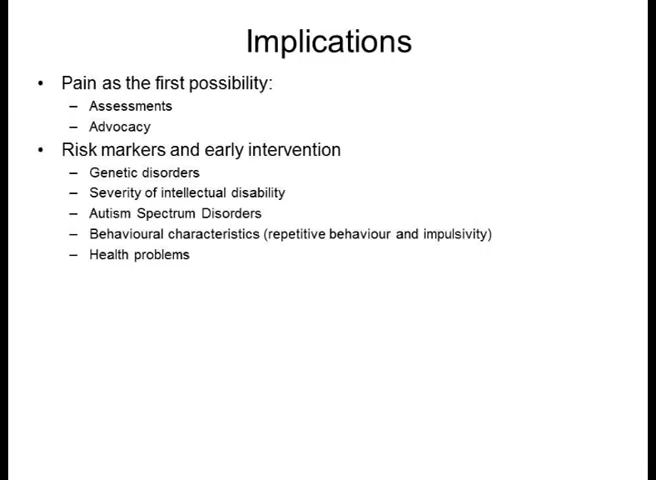 Implications
• Pain as the first possibility:
– Assessments
– Advocacy
• Risk markers and early intervention
– Genetic disorders
– Severity of intellectual disability
– Autism Spectrum Disorders
– Behavioural characteristics (repetitive behaviour and impulsivity)
– Health problems